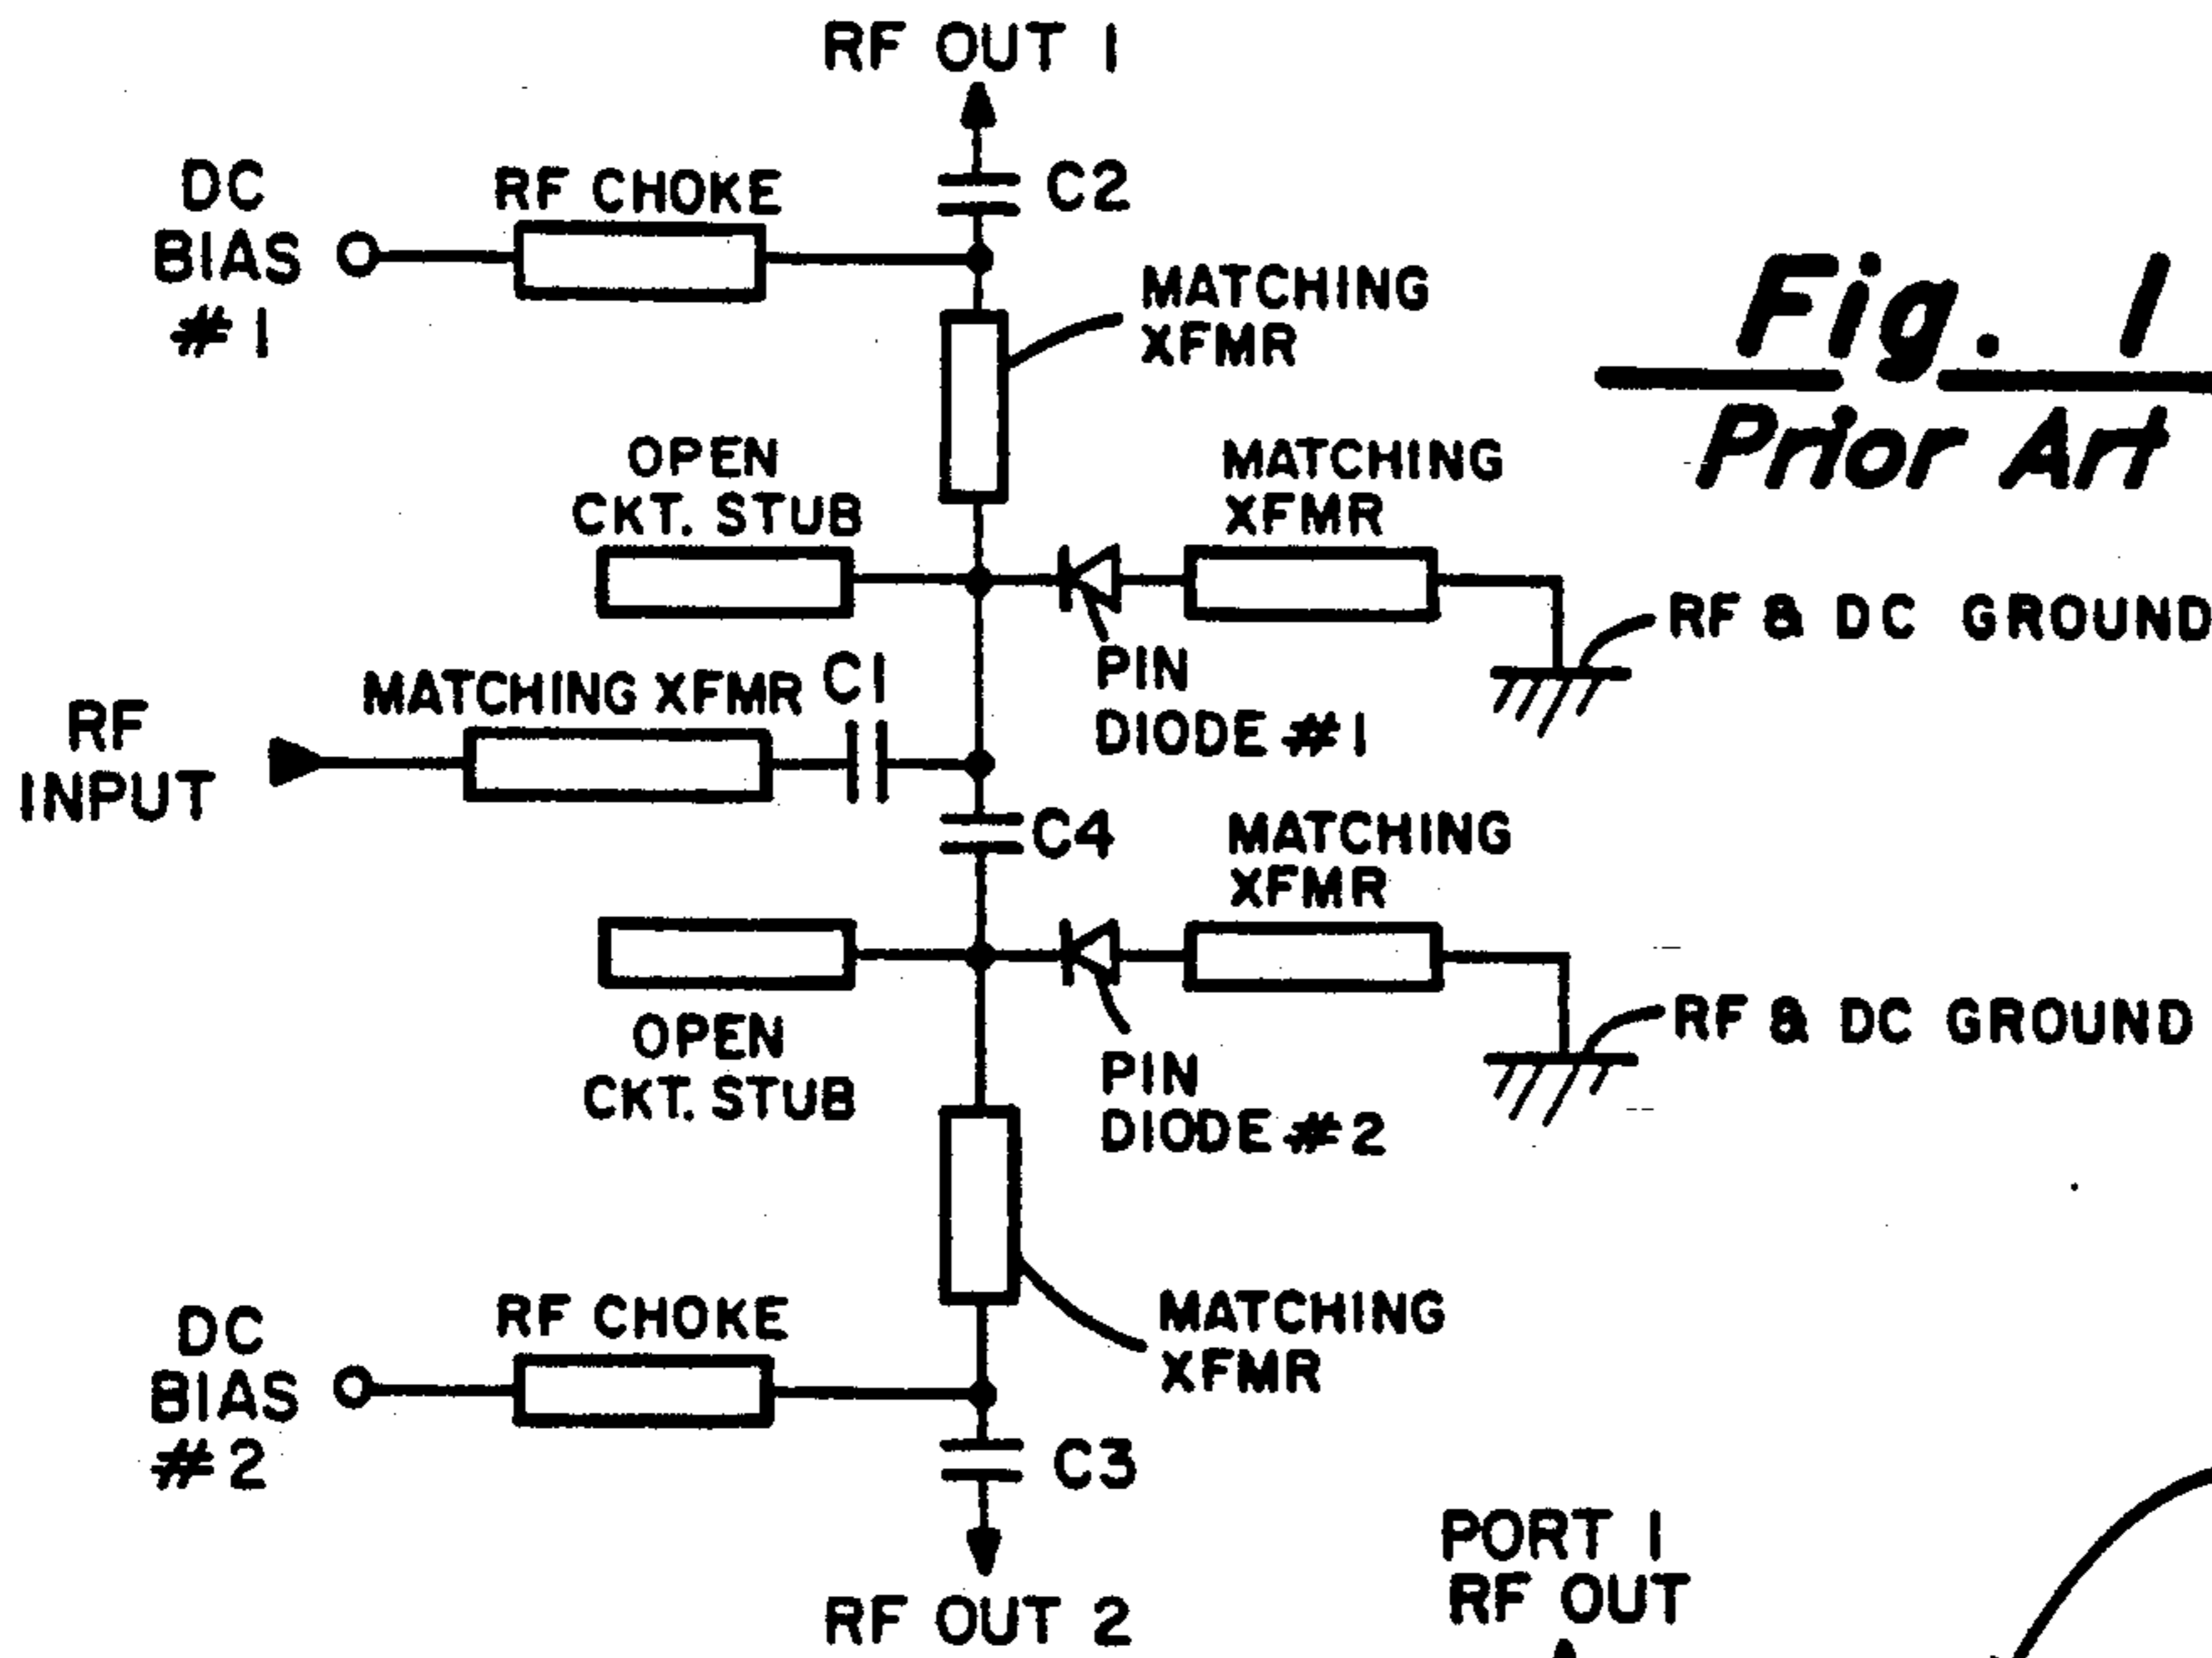 RF OUT 1
C2
DC
BIAS
#1
RF CHOKE
MATCHING
XFMR
Fig. 1
Prior Art
OPEN
CKT. STUB
MATCHING
XFMR
RF & DC GROUND
PIN
DIODE #1
MATCHING XFMR
C1
RF
INPUT
C4
MATCHING
XFMR
RF & DC GROUND
OPEN
CKT. STUB
PIN
DIODE #2
MATCHING
XFMR
DC
BIAS
#2
RF CHOKE
C3
RF OUT 2
PORT 1
RF OUT